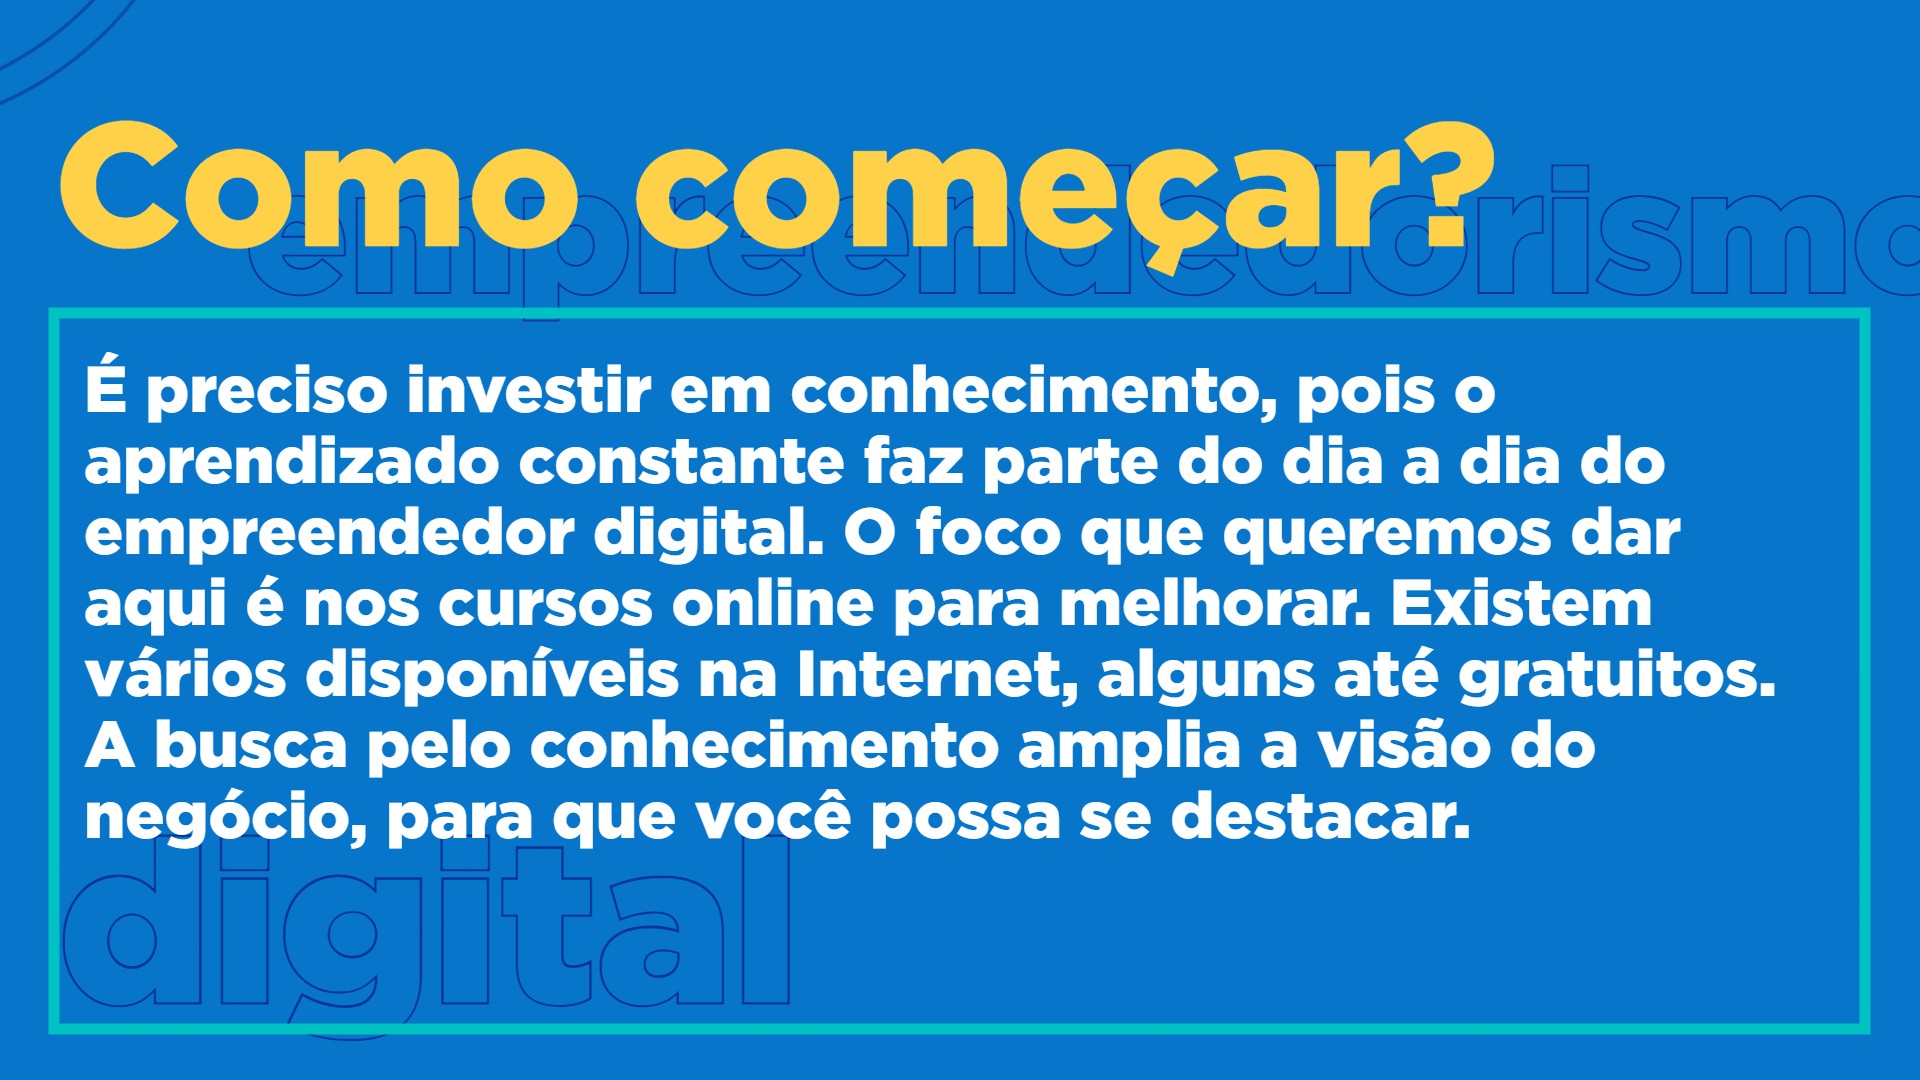 Como começar?
empreendedorismo
É preciso investir em conhecimento, pois o
aprendizado constante faz parte do dia a dia do
empreendedor digital. O foco que queremos dar
aqui é nos cursos online para melhorar. Existem
vários disponíveis na Internet, alguns até gratuitos.
A busca pelo conhecimento amplia a visão do
negócio, para que você possa se destacar.
digital